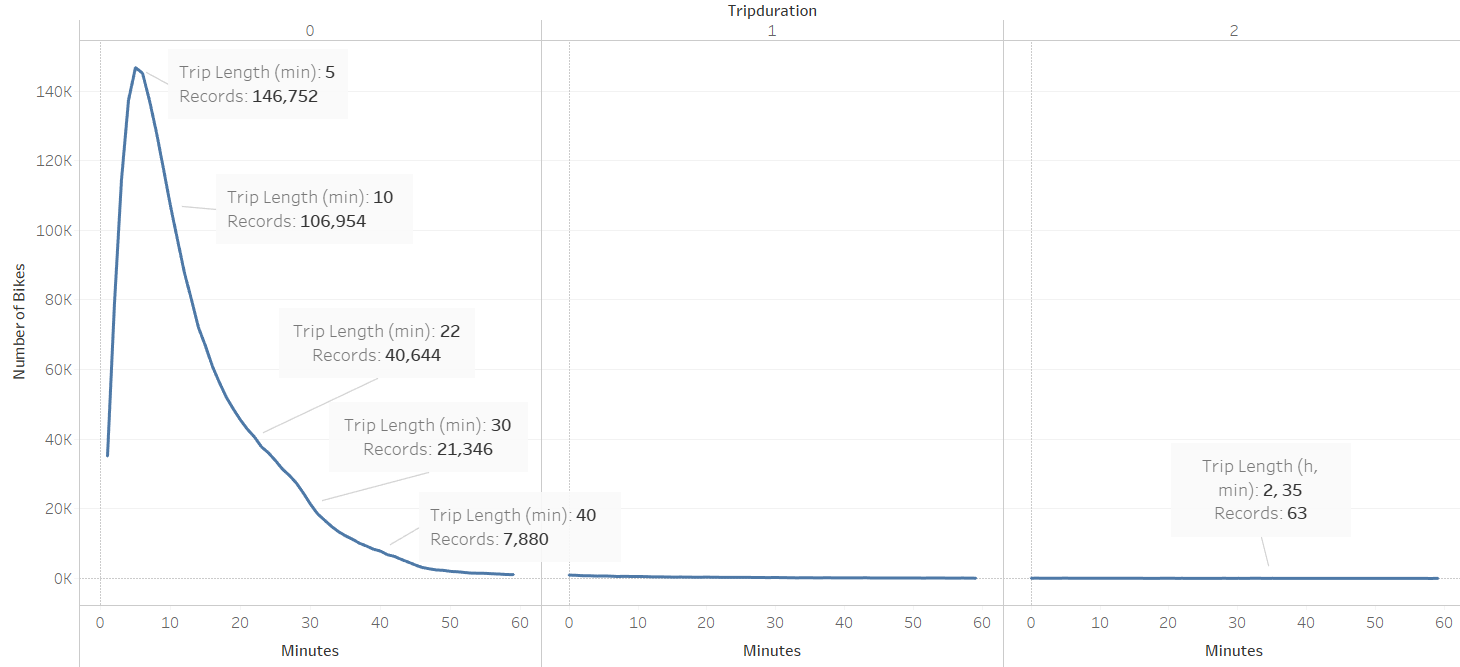 Tripduration
0 1 2
Number of Bikes
140K
120K
100K
80K
60K
40K
20K
0K
Trip Length (min): 5
Records: 146,752
Trip Length (min): 10
Records: 106,954
Trip Length (min): 22
Records: 40,644
Trip Length (min): 30
Records: 21,346
Trip Length (min): 40
Records: 7,880
Trip Length (h,
min): 2, 35
Records: 63
0 10 20 30 40 50 60 0 10 20 30 40 50 60 0 10 20 30 40 50 60
Minutes Minutes Minutes